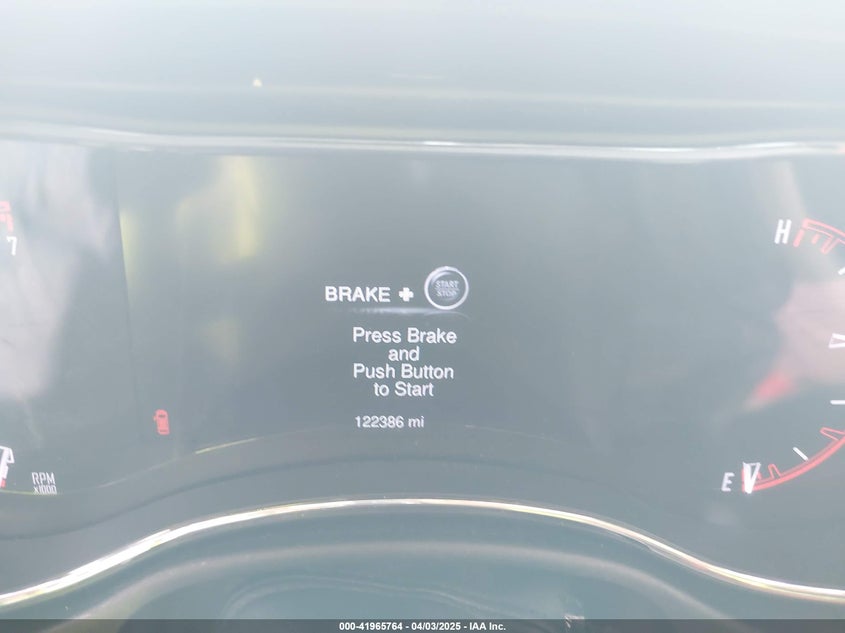 7
H
BRAKE + START STOP
Press Brake
and
Push Button
to Start
122386 mi
RPM
x1000
E
000-41965764 - 04/03/2025 - IAA Inc.